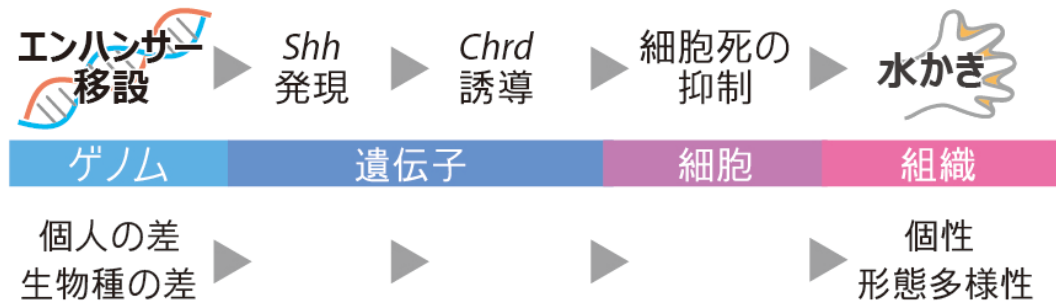 エンハンサー
移設
Shh
発現
Chrd
誘導
細胞死の
抑制
水かき
ゲノム
遺伝子
細胞
組織
個人の差
生物種の差
個性
形態多様性